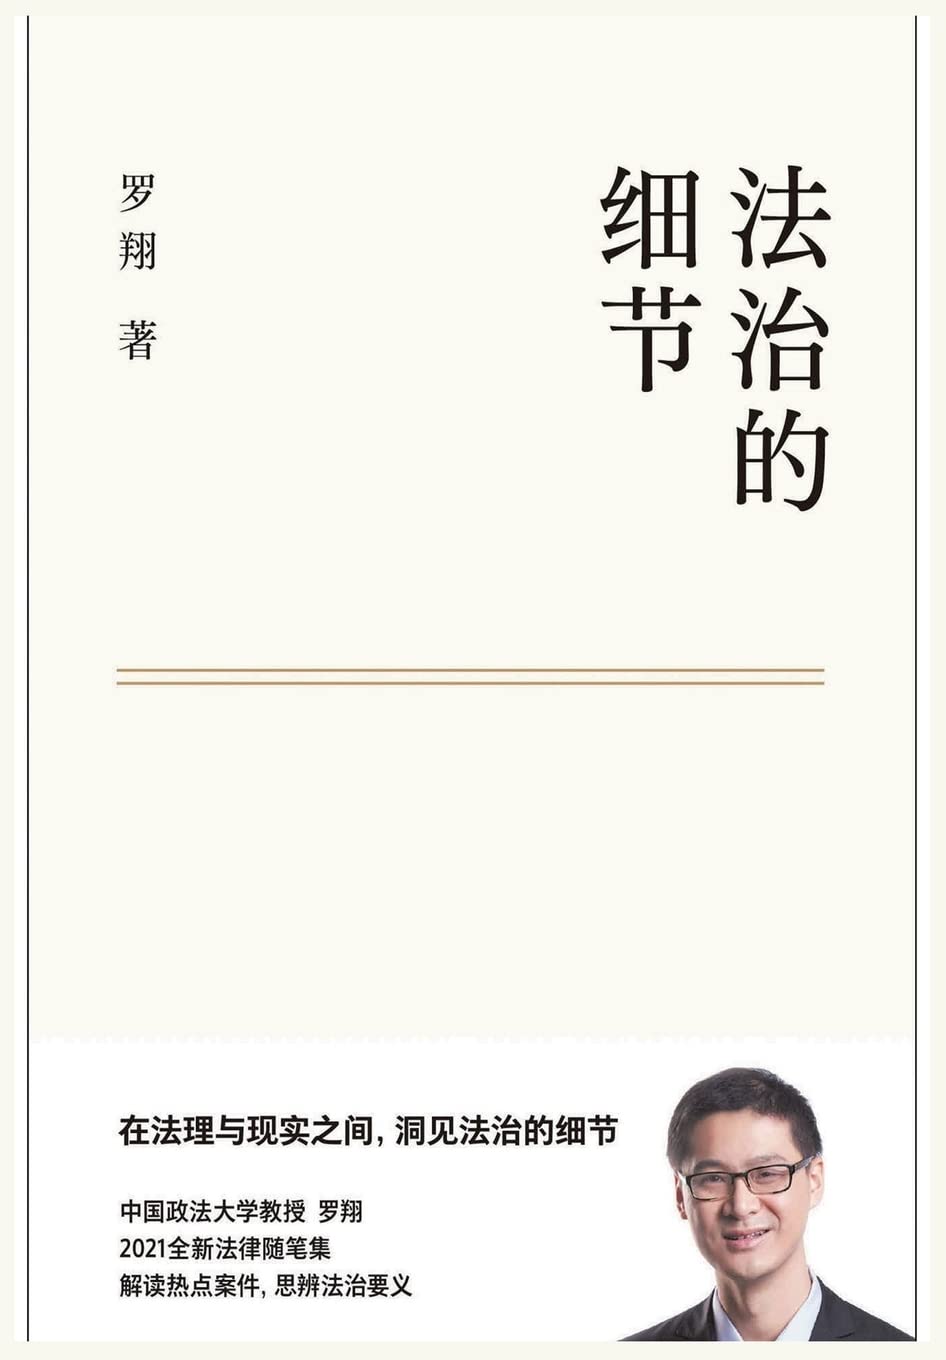 法治的
细节
罗翔 著
在法理与现实之间, 洞见法治的细节
中国政法大学教授 罗翔
2021全新法律随笔集
解读热点案件, 思辨法治要义